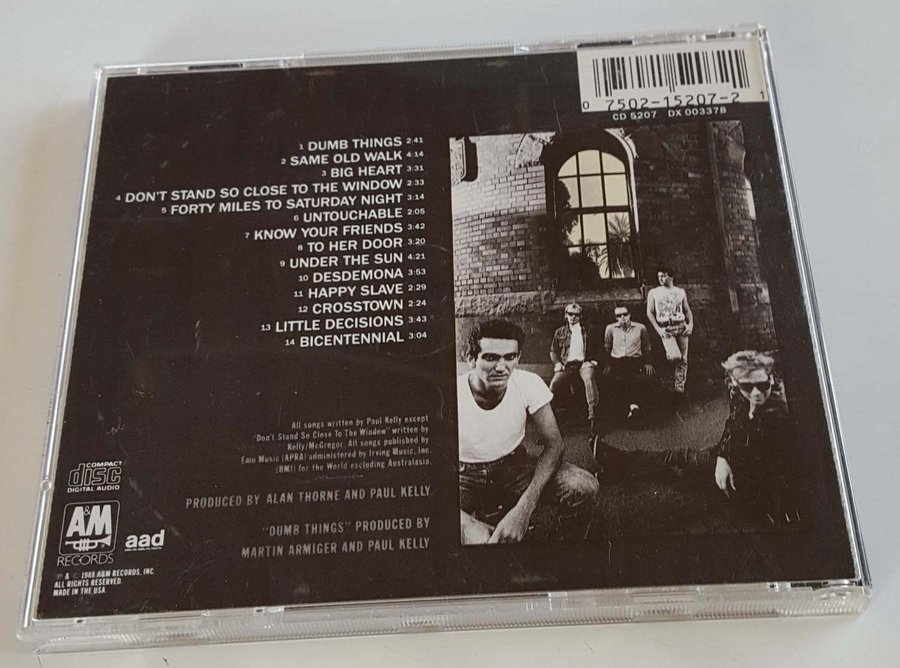 0 7502-15207-2 1
CD 5207 DX 003378
1 DUMB THINGS 2:41
2 SAME OLD WALK 4:14
3 BIG HEART 3:31
4 DON'T STAND SO CLOSE TO THE WINDOW 2:33
5 FORTY MILES TO SATURDAY NIGHT 3:14
6 UNTOUCHABLE 2:05
7 KNOW YOUR FRIENDS 3:42
8 TO HER DOOR 3:20
9 UNDER THE SUN 4:21
10 DESDEMONA 3:53
11 HAPPY SLAVE 2:29
12 CROSSTOWN 2:24
13 LITTLE DECISIONS 3:43
14 BICENTENNIAL 3:04
All songs written by Paul Kelly except
"Don't Stand So Close To The Window" written by
Kelly/McGregor. All songs published by
Emu Music (APRA) administered by Irving Music, Inc.
(BMI) for the World excluding Australasia.
PRODUCED BY ALAN THORNE AND PAUL KELLY
"DUMB THINGS" PRODUCED BY
MARTIN ARMIGER AND PAUL KELLY
COMPACT
disc
DIGITAL AUDIO
A&M
RECORDS
aad
℗ & © 1988 A&M RECORDS, INC.
ALL RIGHTS RESERVED.
MADE IN THE USA